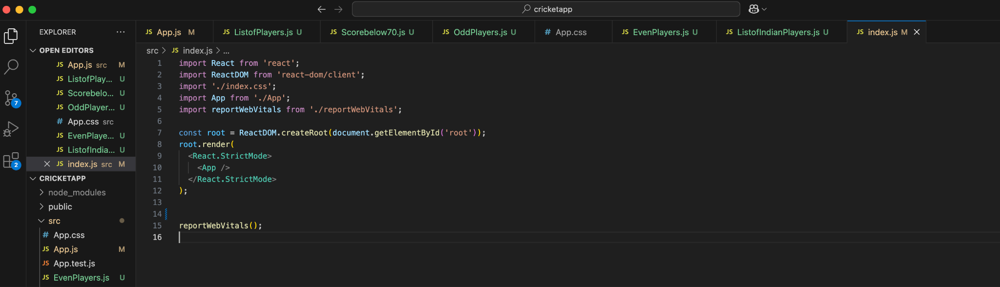 cricketapp
EXPLORER ...
OPEN EDITORS
JS App.js src M
JS ListofPlay... U
JS Scorebelo... U
JS OddPlayer... U
# App.css src
JS EvenPlaye... U
JS ListofIndia... U
JS index.js src M
CRICKETAPP
node_modules
public
src
# App.css
JS App.js M
JS App.test.js
JS EvenPlayers.js U
7
2
JS App.js M
JS ListofPlayers.js U
JS Scorebelow70.js U
JS OddPlayers.js U
# App.css
JS EvenPlayers.js U
JS ListofIndianPlayers.js U
JS index.js M
src > JS index.js > ...
1 import React from 'react';
2 import ReactDOM from 'react-dom/client';
3 import './index.css';
4 import App from './App';
5 import reportWebVitals from './reportWebVitals';
6
7 const root = ReactDOM.createRoot(document.getElementById('root'));
8 root.render(
9 <React.StrictMode>
10 <App />
11 </React.StrictMode>
12 );
13
14
15 reportWebVitals();
16